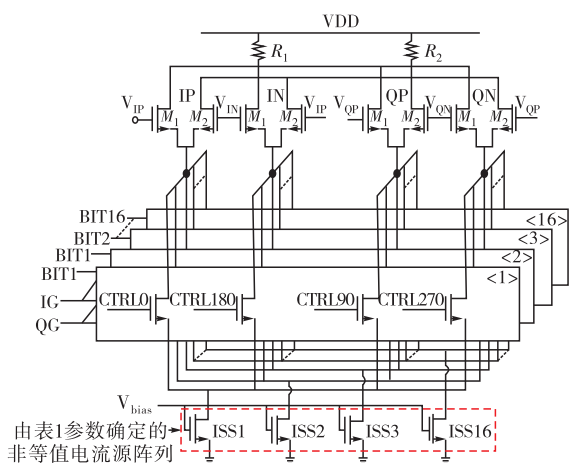 VDD
R1 R2
IP IN QP QN
VIP M1 M2 VIN M1 M2 VIP VQP M1 M2 VQN M1 M2 VQP
BIT16 <16>
BIT2 <3>
BIT1 <2>
BIT1 <1>
IG CTRL0 CTRL180 CTRL90 CTRL270
QG
Vbias
由表1参数确定的 ISS1 ISS2 ISS3 ISS16
非等值电流源阵列